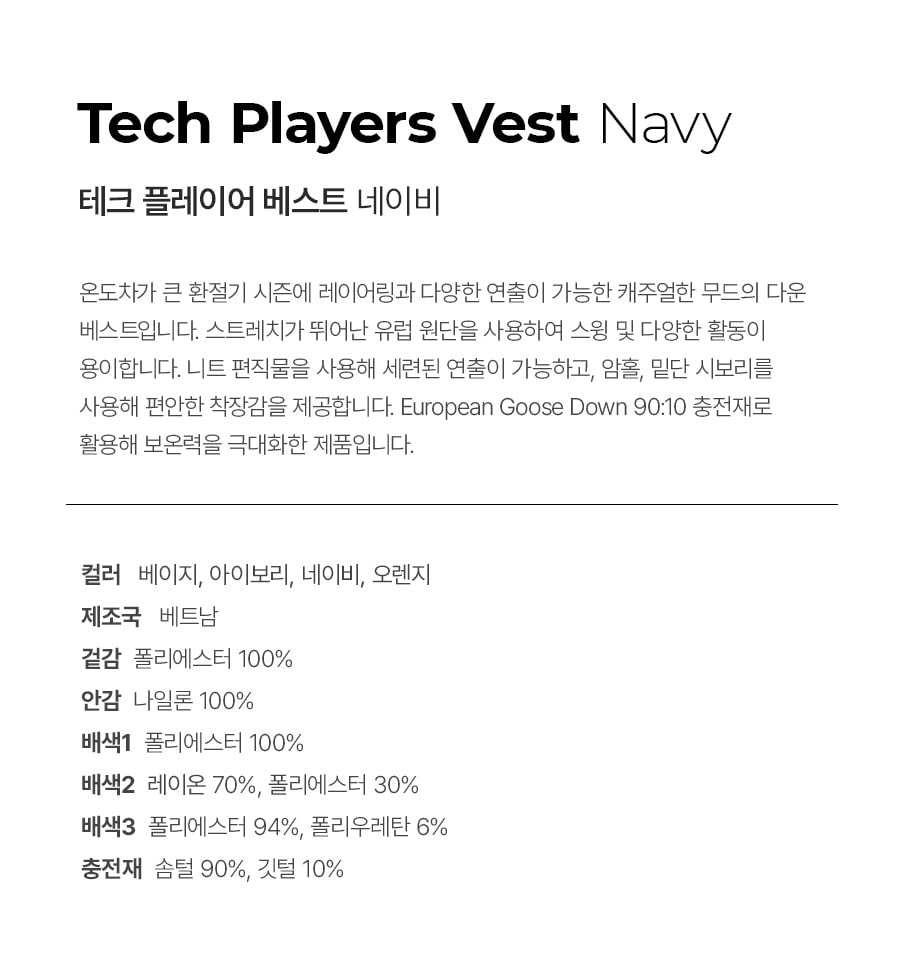 Tech Players Vest Navy
테크 플레이어 베스트 네이비
온도차가 큰 환절기 시즌에 레이어링과 다양한 연출이 가능한 캐주얼한 무드의 다운
베스트입니다. 스트레치가 뛰어난 유럽 원단을 사용하여 스윙 및 다양한 활동이
용이합니다. 니트 편직물을 사용해 세련된 연출이 가능하고, 암홀, 밑단 시보리를
사용해 편안한 착장감을 제공합니다. European Goose Down 90:10 충전재로
활용해 보온력을 극대화한 제품입니다.
컬러 베이지, 아이보리, 네이비, 오렌지
제조국 베트남
겉감 폴리에스터 100%
안감 나일론 100%
배색1 폴리에스터 100%
배색2 레이온 70%, 폴리에스터 30%
배색3 폴리에스터 94%, 폴리우레탄 6%
충전재 솜털 90%, 깃털 10%